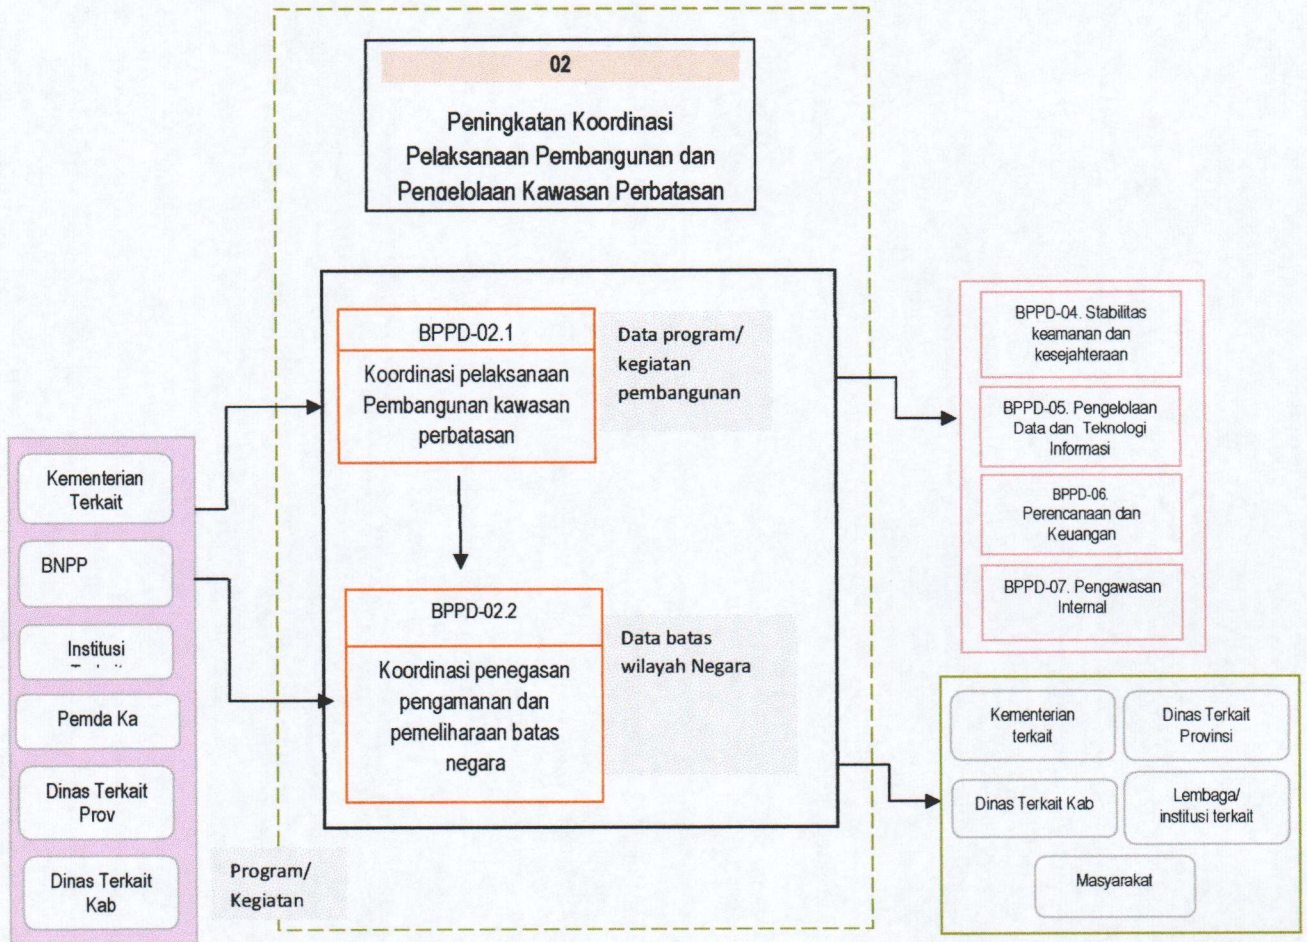 02
Peningkatan Koordinasi
Pelaksanaan Pembangunan dan
Pengelolaan Kawasan Perbatasan
BPPD-02.1
Koordinasi pelaksanaan
Pembangunan kawasan
perbatasan
Data program/
kegiatan
pembangunan
BPPD-02.2
Koordinasi penegasan
pengamanan dan
pemeliharaan batas
negara
Data batas
wilayah Negara
Kementerian
Terkait
BNPP
Institusi
Pemda Ka
Dinas Terkait
Prov
Dinas Terkait
Kab
Program/
Kegiatan
BPPD-04. Stabilitas
keamanan dan
kesejahteraan
BPPD-05. Pengelolaan
Data dan Teknologi
Informasi
BPPD-06.
Perencanaan dan
Keuangan
BPPD-07. Pengawasan
Internal
Kementerian
terkait
Dinas Terkait
Provinsi
Dinas Terkait Kab
Lembaga/
institusi terkait
Masyarakat